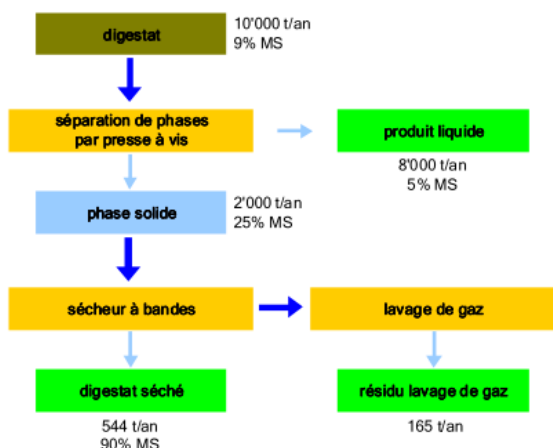 digestat
10'000 t/an
9% MS
séparation de phases
par presse à vis
produit liquide
8'000 t/an
5% MS
phase solide
2'000 t/an
25% MS
sécheur à bandes
lavage de gaz
digestat séché
résidu lavage de gaz
544 t/an
90% MS
165 t/an